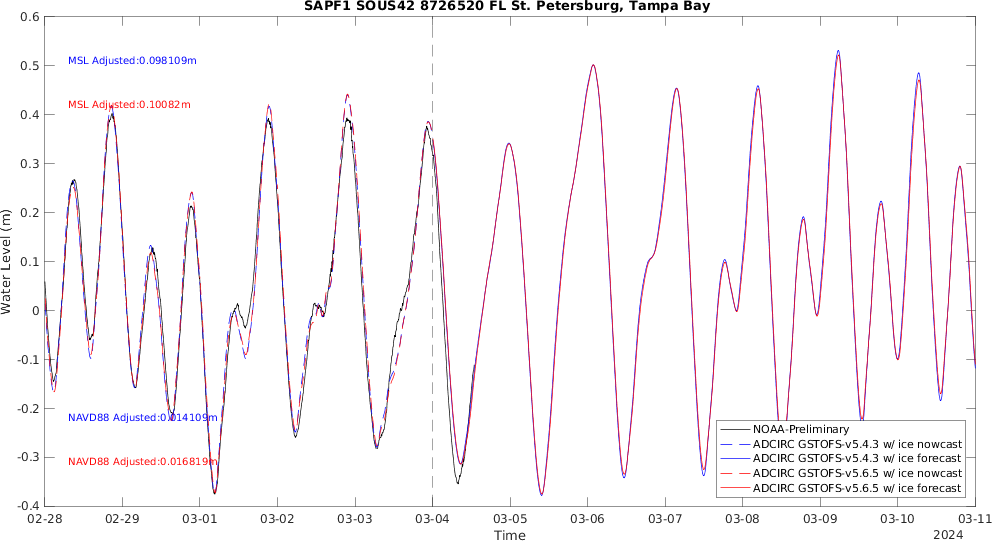 SAPF1 SOUS42 8726520 FL St. Petersburg, Tampa Bay
0.6
0.5
0.4
0.3
0.2
0.1
0
-0.1
-0.2
-0.3
-0.4
Water Level (m)
MSL Adjusted:0.098109m
MSL Adjusted:0.10082m
NAVD88 Adjusted:0.014109m
NAVD88 Adjusted:0.016819m
NOAA-Preliminary
ADCIRC GSTOFS-v5.4.3 w/ ice nowcast
ADCIRC GSTOFS-v5.4.3 w/ ice forecast
ADCIRC GSTOFS-v5.6.5 w/ ice nowcast
ADCIRC GSTOFS-v5.6.5 w/ ice forecast
02-28 02-29 03-01 03-02 03-03 03-04 03-05 03-06 03-07 03-08 03-09 03-10 03-11
Time
2024